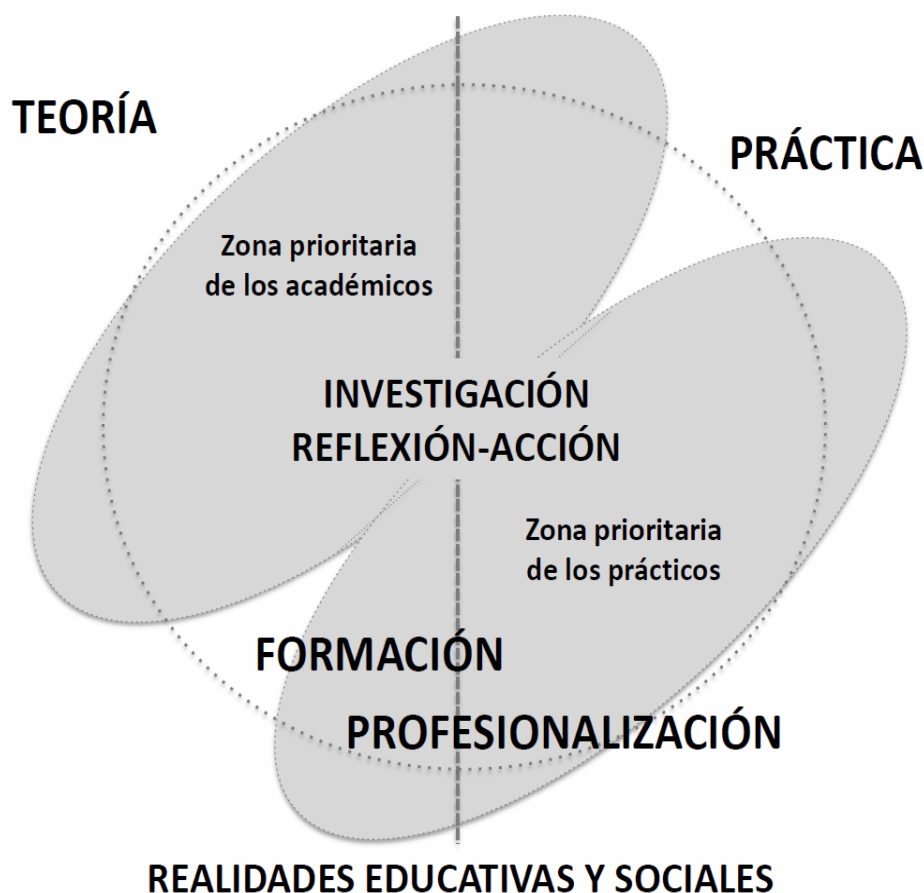 TEORÍA
PRÁCTICA
Zona prioritaria
de los académicos
INVESTIGACIÓN
REFLEXIÓN-ACCIÓN
Zona prioritaria
de los prácticos
FORMACIÓN
PROFESIONALIZACIÓN
REALIDADES EDUCATIVAS Y SOCIALES